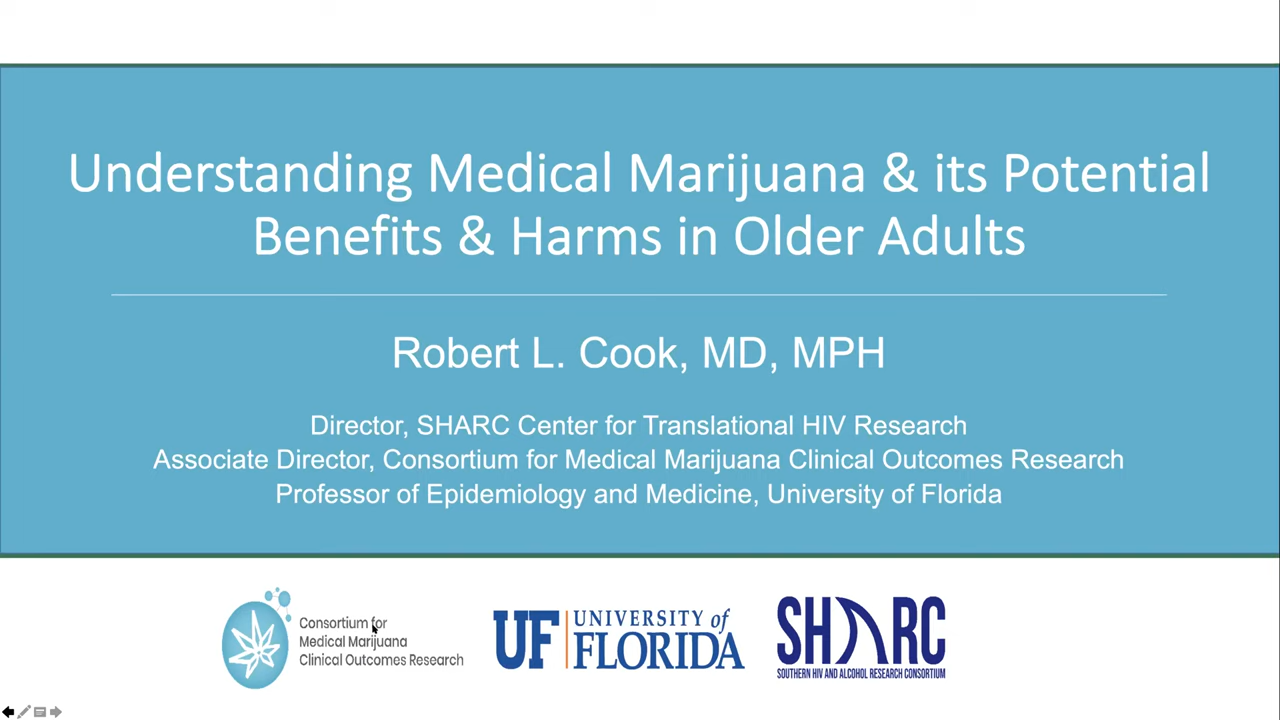 Understanding Medical Marijuana & its Potential
Benefits & Harms in Older Adults
Robert L. Cook, MD, MPH
Director, SHARC Center for Translational HIV Research
Associate Director, Consortium for Medical Marijuana Clinical Outcomes Research
Professor of Epidemiology and Medicine, University of Florida
Consortium for
Medical Marijuana
Clinical Outcomes Research
UF UNIVERSITY of
FLORIDA
SHARC
SOUTHERN HIV AND ALCOHOL RESEARCH CONSORTIUM